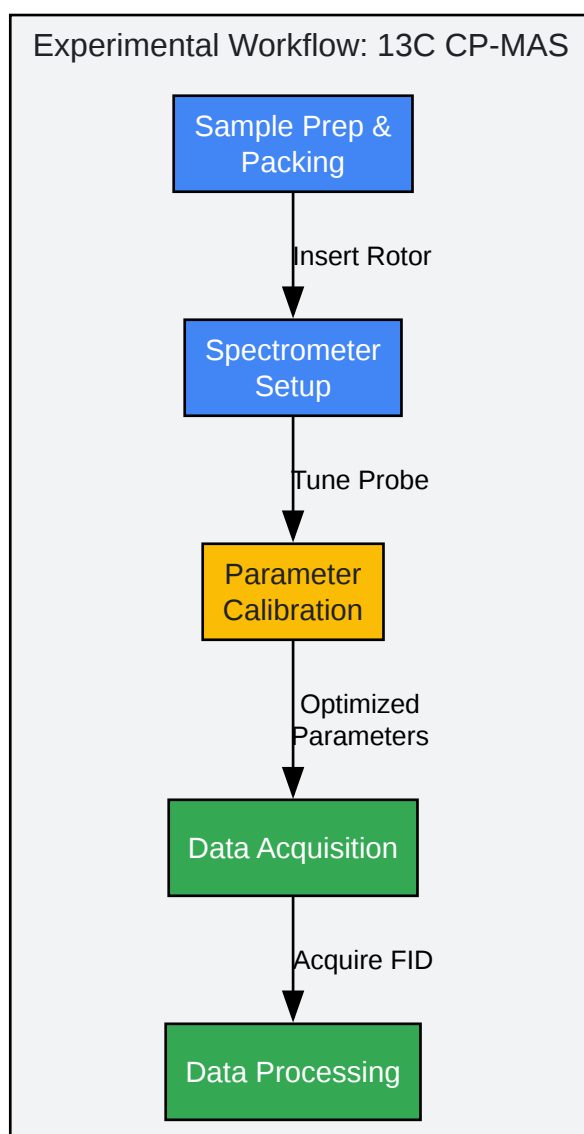 Experimental Workflow: 13C CP-MAS
Sample Prep &
Packing
Insert Rotor
Spectrometer
Setup
Tune Probe
Parameter
Calibration
Optimized
Parameters
Data Acquisition
Acquire FID
Data Processing